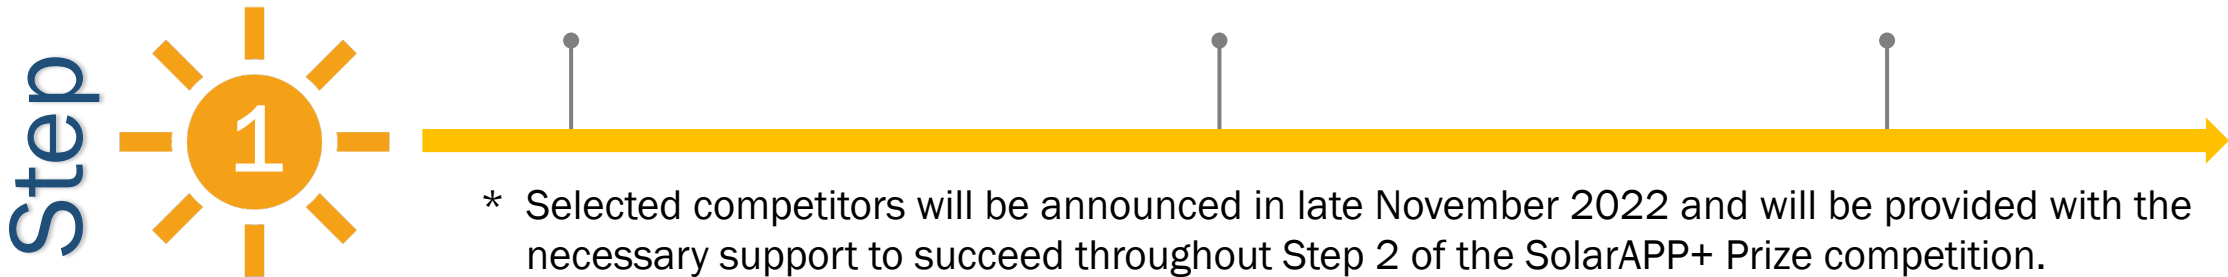 Step
1
* Selected competitors will be announced in late November 2022 and will be provided with the
necessary support to succeed throughout Step 2 of the SolarAPP+ Prize competition.